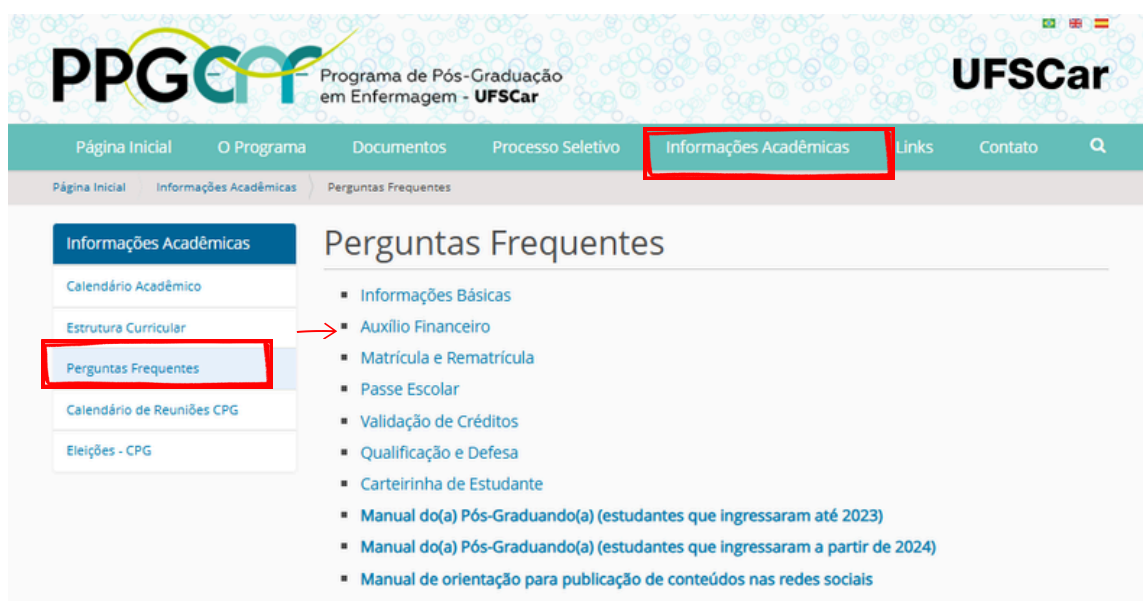 PPGEnf
Programa de Pós-Graduação
em Enfermagem - UFSCar
UFSCar
Página Inicial O Programa Documentos Processo Seletivo Informações Acadêmicas Links Contato
Página Inicial Informações Acadêmicas Perguntas Frequentes
Informações Acadêmicas
Calendário Acadêmico
Estrutura Curricular
Perguntas Frequentes
Calendário de Reuniões CPG
Eleições - CPG
Perguntas Frequentes
Informações Básicas
Auxílio Financeiro
Matrícula e Rematrícula
Passe Escolar
Validação de Créditos
Qualificação e Defesa
Carteirinha de Estudante
Manual do(a) Pós-Graduando(a) (estudantes que ingressaram até 2023)
Manual do(a) Pós-Graduando(a) (estudantes que ingressaram a partir de 2024)
Manual de orientação para publicação de conteúdos nas redes sociais